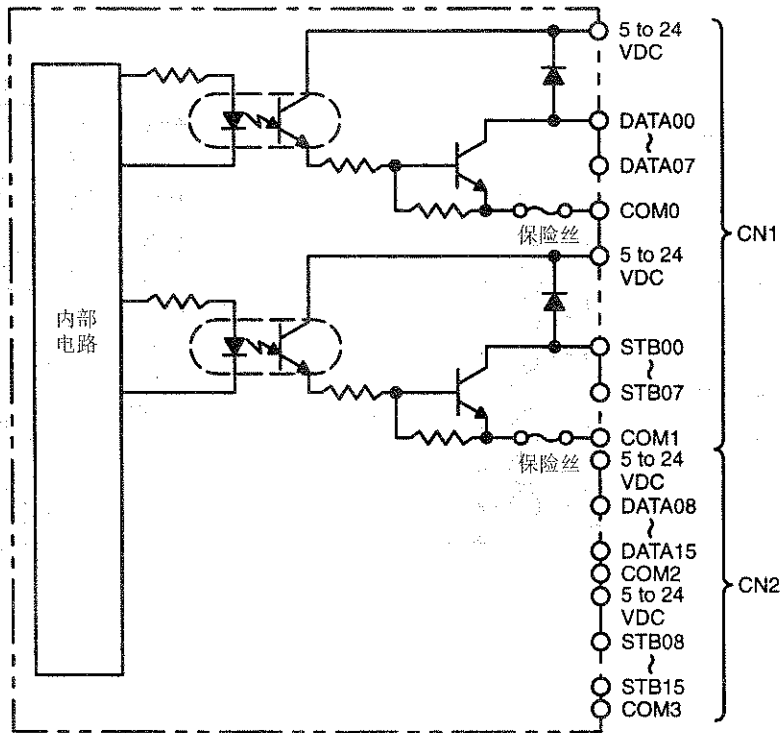 5 to 24
VDC
DATA00
~
DATA07
COM0
保险丝
CN1
5 to 24
VDC
内部
电路
STB00
~
STB07
COM1
保险丝
5 to 24
VDC
DATA08
~
DATA15
COM2
CN2
5 to 24
VDC
STB08
~
STB15
COM3